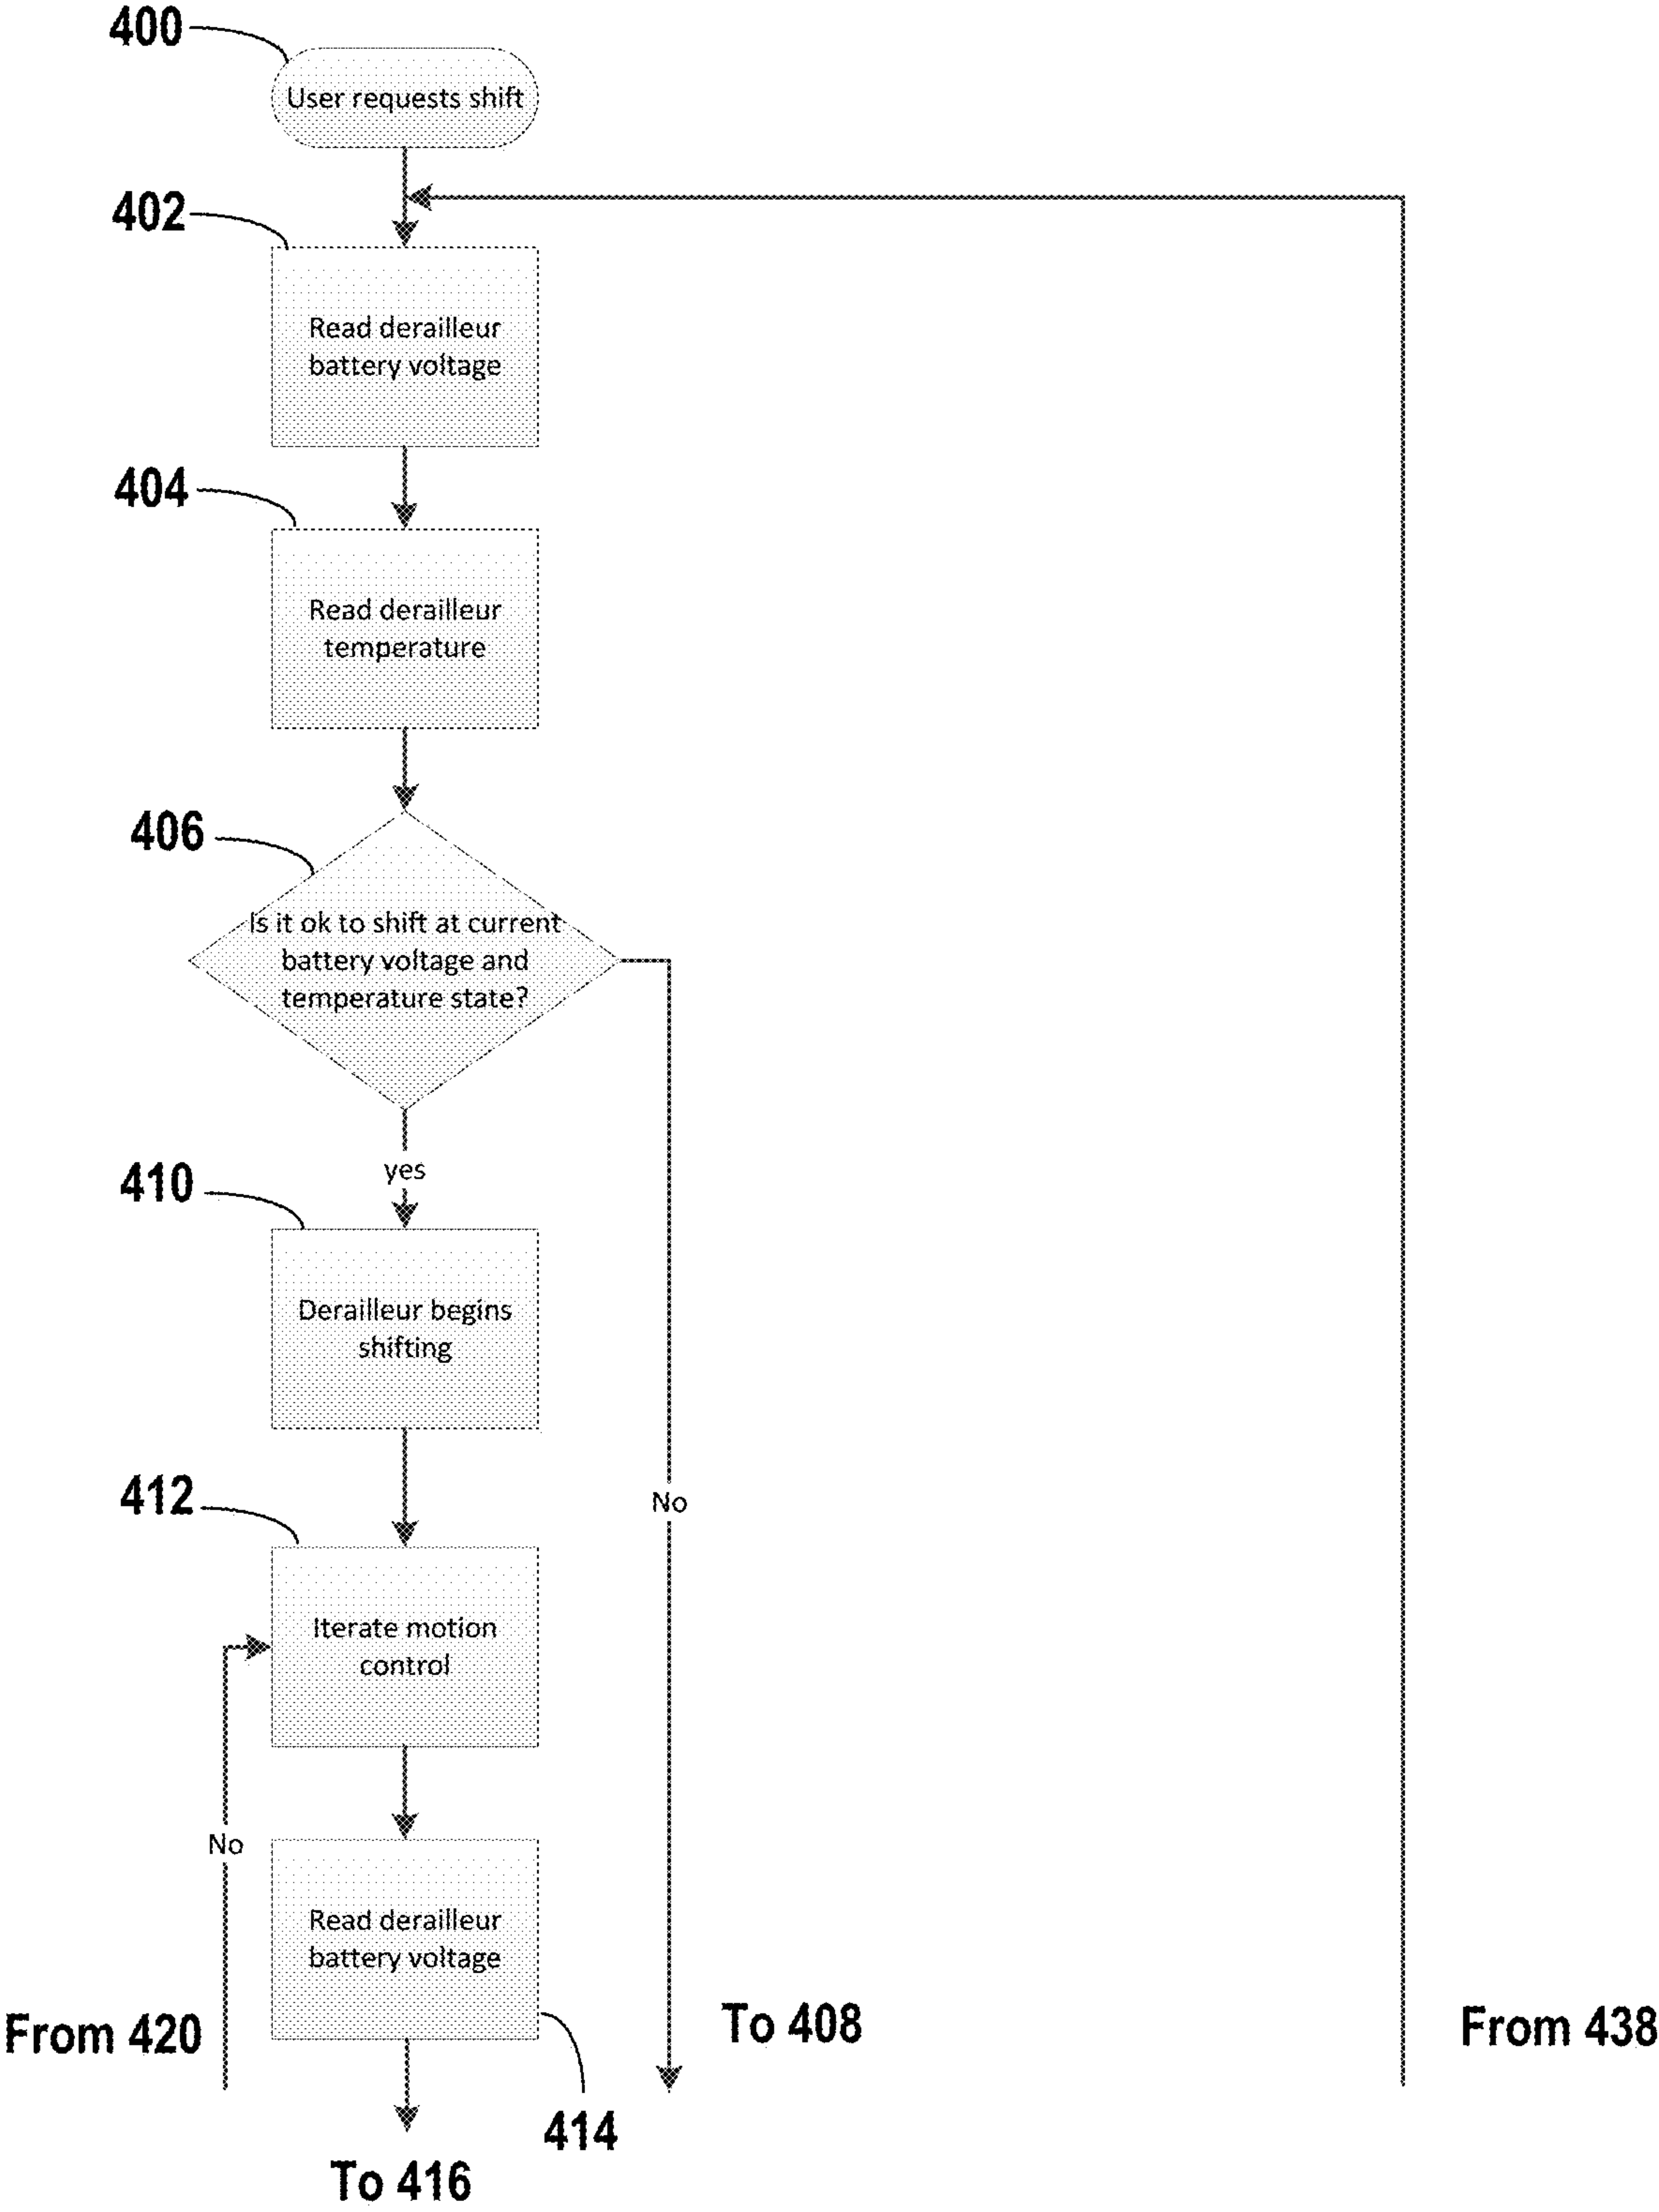 400
User requests shift
402
Read derailleur
battery voltage
404
Read derailleur
temperature
406
Is it ok to shift at current
battery voltage and
temperature state?
yes
410
Derailleur begins
shifting
412
No
Iterate motion
control
No
Read derailleur
battery voltage
From 420
To 408
From 438
414
To 416